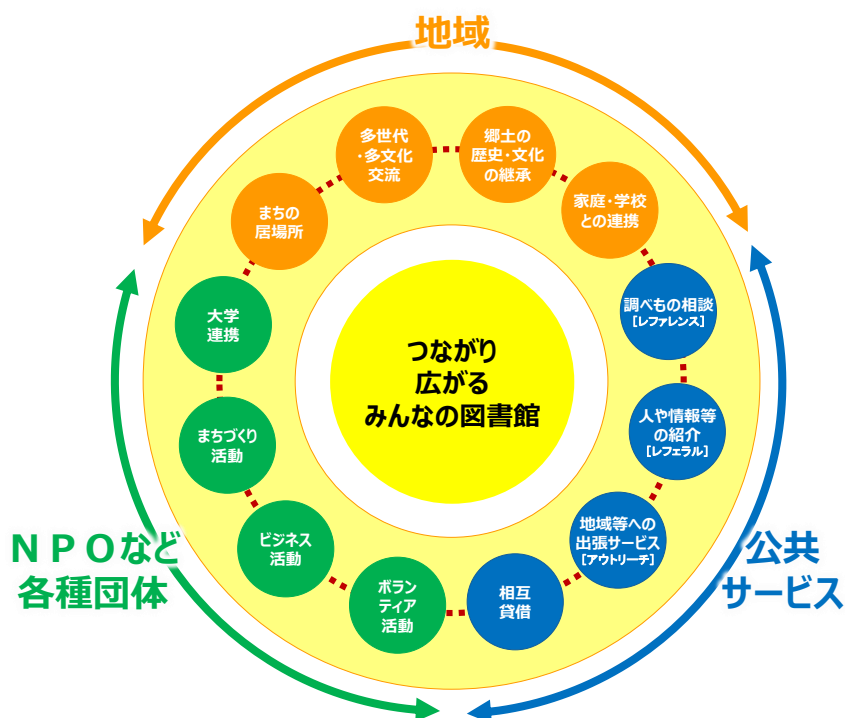 地域
多世代
・多文化
交流
郷土の
歴史・文化
の継承
家庭・学校
との連携
まちの
居場所
調べもの相談
［レファレンス］
人や情報等
の紹介
［レフェラル］
地域等への
出張サービス
［アウトリーチ］
相互
貸借
公共
サービス
大学
連携
まちづくり
活動
ビジネス
活動
ボラン
ティア
活動
ＮＰＯなど
各種団体
つながり
広がる
みんなの図書館